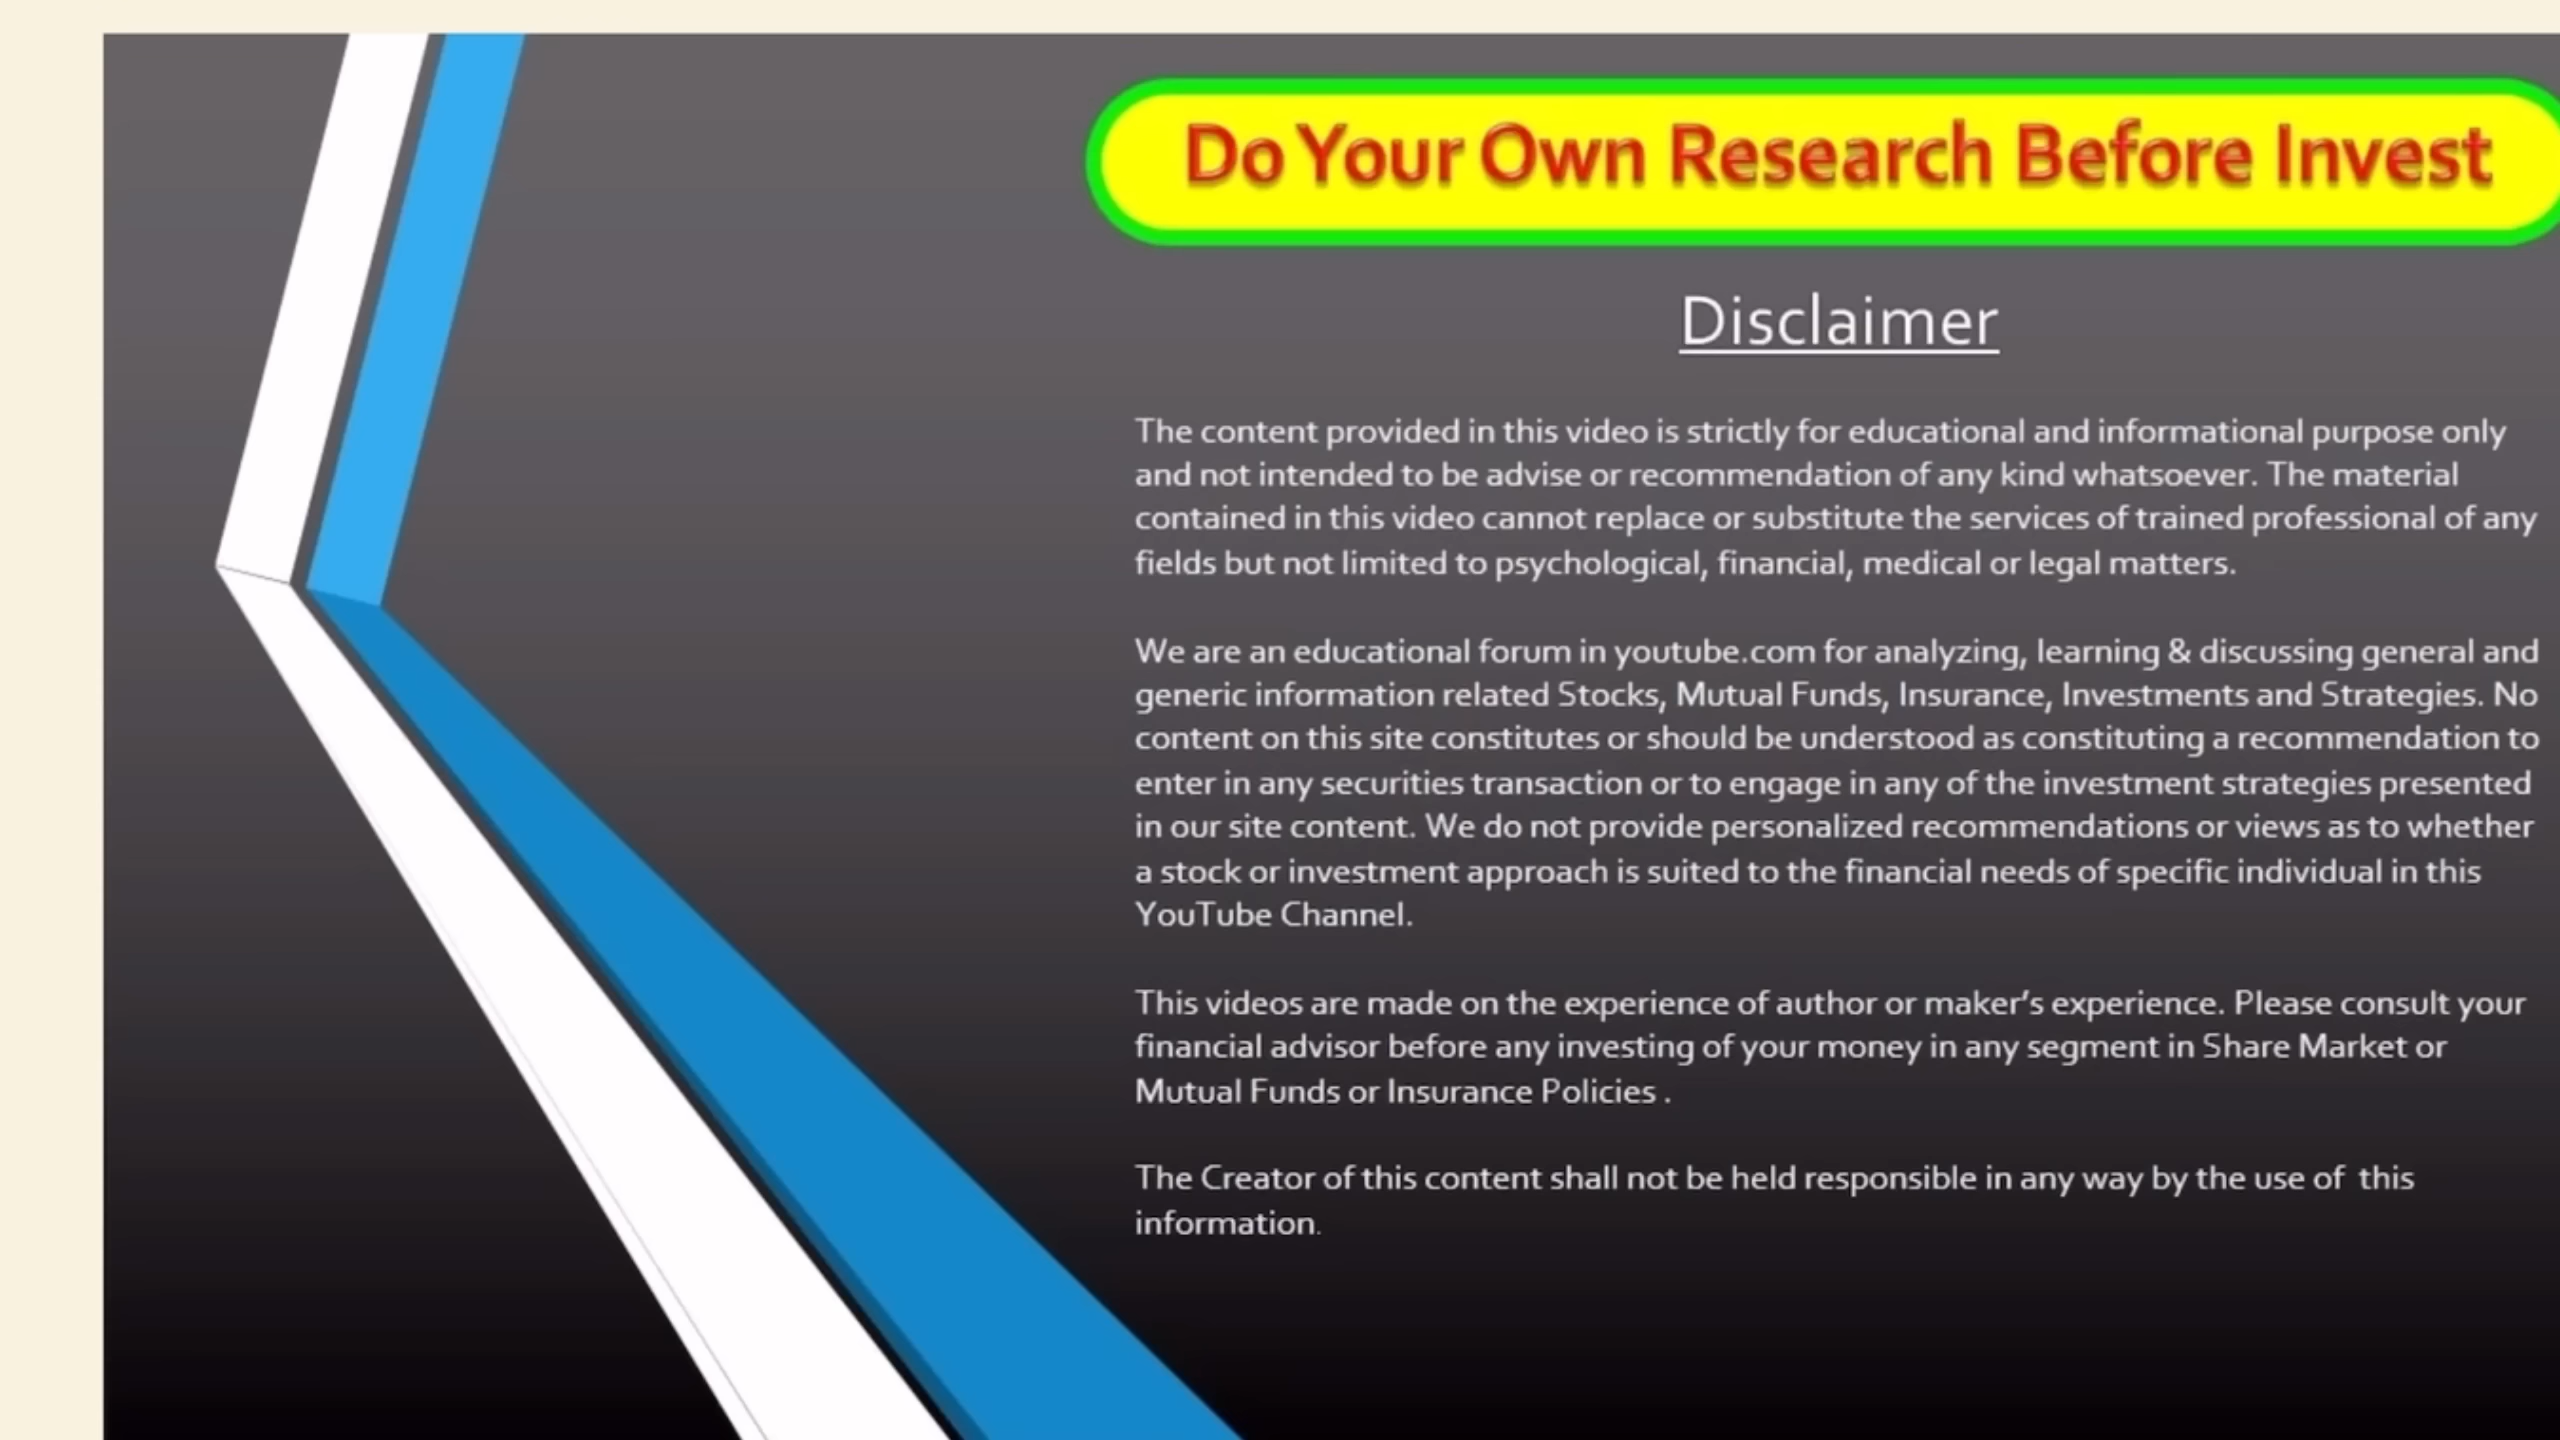 Do Your Own Research Before Invest
Disclaimer
The content provided in this video is strictly for educational and informational purpose only
and not intended to be advise or recommendation of any kind whatsoever. The material
contained in this video cannot replace or substitute the services of trained professional of any
fields but not limited to psychological, financial, medical or legal matters.
We are an educational forum in youtube.com for analyzing, learning & discussing general and
generic information related Stocks, Mutual Funds, Insurance, Investments and Strategies. No
content on this site constitutes or should be understood as constituting a recommendation to
enter in any securities transaction or to engage in any of the investment strategies presented
in our site content. We do not provide personalized recommendations or views as to whether
a stock or investment approach is suited to the financial needs of specific individual in this
YouTube Channel.
This videos are made on the experience of author or maker’s experience. Please consult your
financial advisor before any investing of your money in any segment in Share Market or
Mutual Funds or Insurance Policies .
The Creator of this content shall not be held responsible in any way by the use of  this
information.